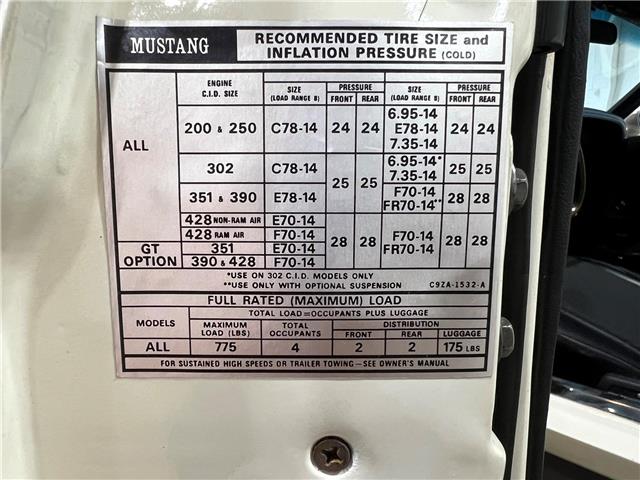 MUSTANG
RECOMMENDED TIRE SIZE and
INFLATION PRESSURE (COLD)
ENGINE
C.I.D. SIZE
SIZE
(LOAD RANGE B)
PRESSURE
FRONT REAR
SIZE
(LOAD RANGE B)
PRESSURE
FRONT REAR
ALL
200 & 250 C78-14 24 24
6.95-14
E78-14
7.35-14
24 24
302 C78-14
25 25
6.95-14*
7.35-14
25 25
351 & 390 E78-14
F70-14
FR70-14**
28 28
428 NON-RAM AIR E70-14
428 RAM AIR F70-14
28 28
F70-14
FR70-14
28 28
GT
OPTION
351 E70-14
390 & 428 F70-14
*USE ON 302 C.I.D. MODELS ONLY
**USE ONLY WITH OPTIONAL SUSPENSION C9ZA-1532-A
FULL RATED (MAXIMUM) LOAD
MODELS
TOTAL LOAD=OCCUPANTS PLUS LUGGAGE
MAXIMUM
LOAD (LBS)
TOTAL
OCCUPANTS
DISTRIBUTION
FRONT REAR LUGGAGE
ALL 775 4 2 2 175 LBS
FOR SUSTAINED HIGH SPEEDS OR TRAILER TOWING—SEE OWNER'S MANUAL